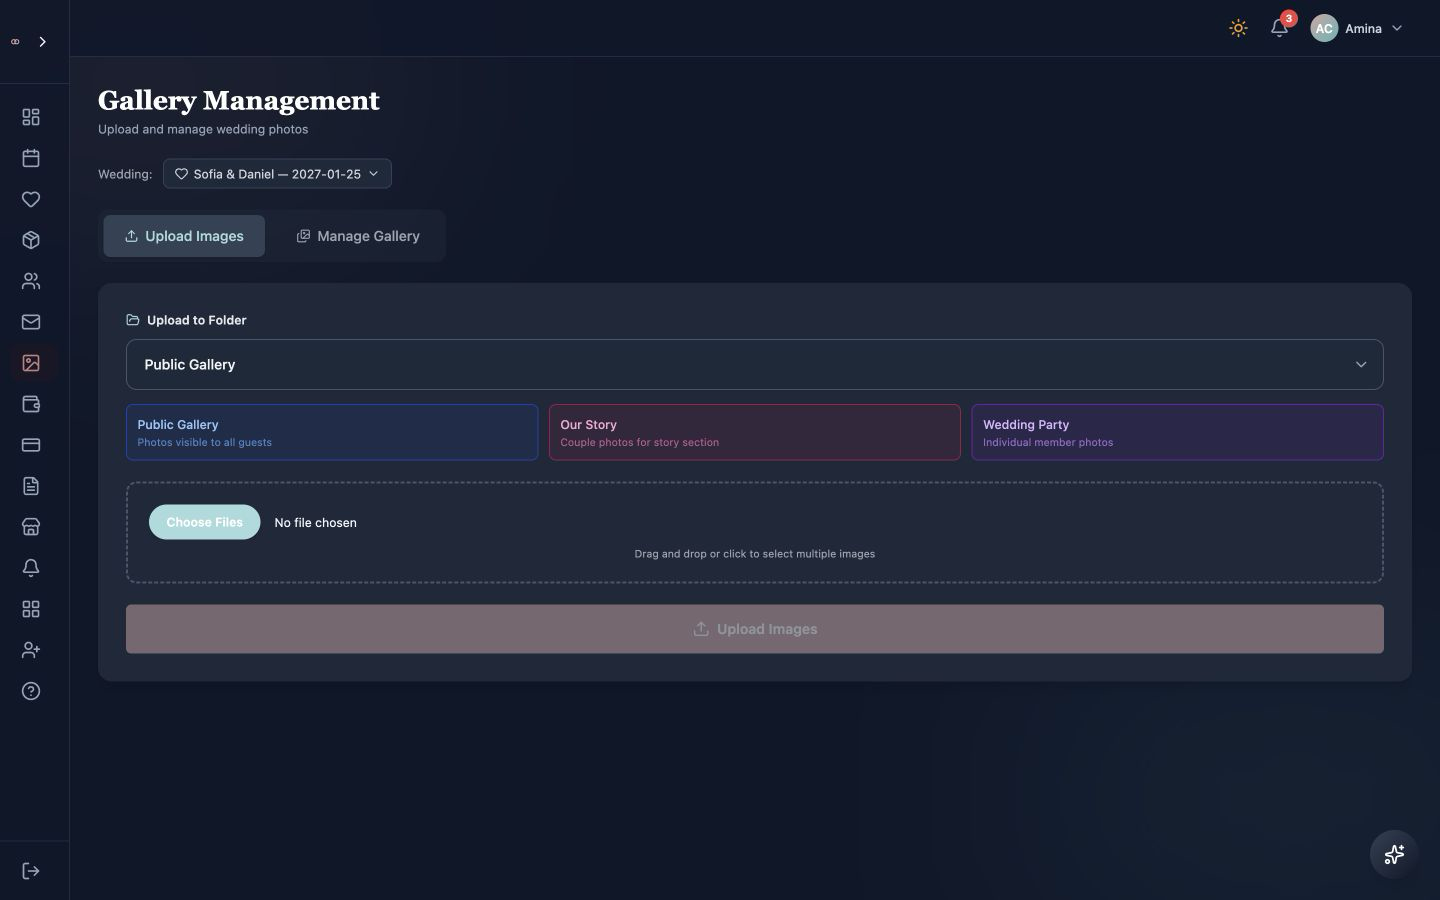 3
AC
Amina
Gallery Management
Upload and manage wedding photos
Wedding:
Sofia & Daniel — 2027-01-25
Upload Images
Manage Gallery
Upload to Folder
Public Gallery
Public Gallery
Photos visible to all guests
Our Story
Couple photos for story section
Wedding Party
Individual member photos
Choose Files
No file chosen
Drag and drop or click to select multiple images
Upload Images